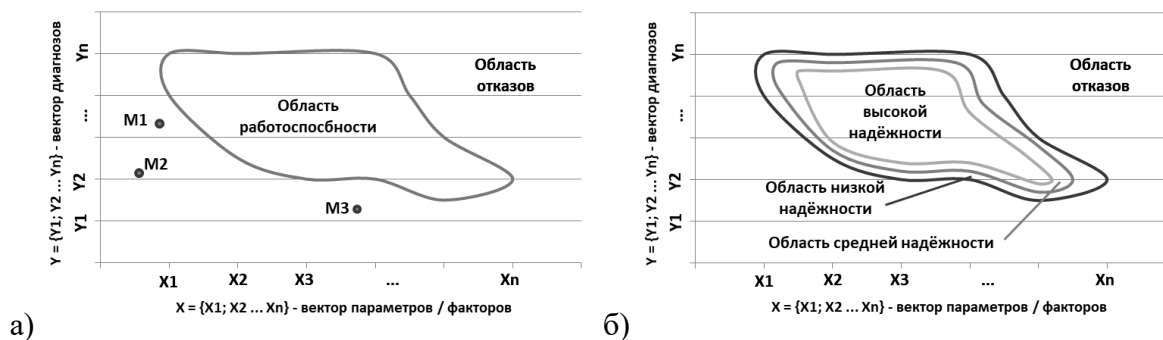 Y = {Y1; Y2 ... Yn} - вектор диагнозов
Yn
...
Y2
Y1
Область
отказов
Область
работоспсбности
M1
M2
M3
X1
X2
X3
...
Xn
X = {X1; X2 ... Xn} - вектор параметров / факторов
а)
Y = {Y1; Y2 ... Yn} - вектор диагнозов
Yn
...
Y2
Y1
Область
отказов
Область
высокой
надёжности
Область низкой
надёжности
Область средней надёжности
X1
X2
X3
...
Xn
X = {X1; X2 ... Xn} - вектор параметров / факторов
б)